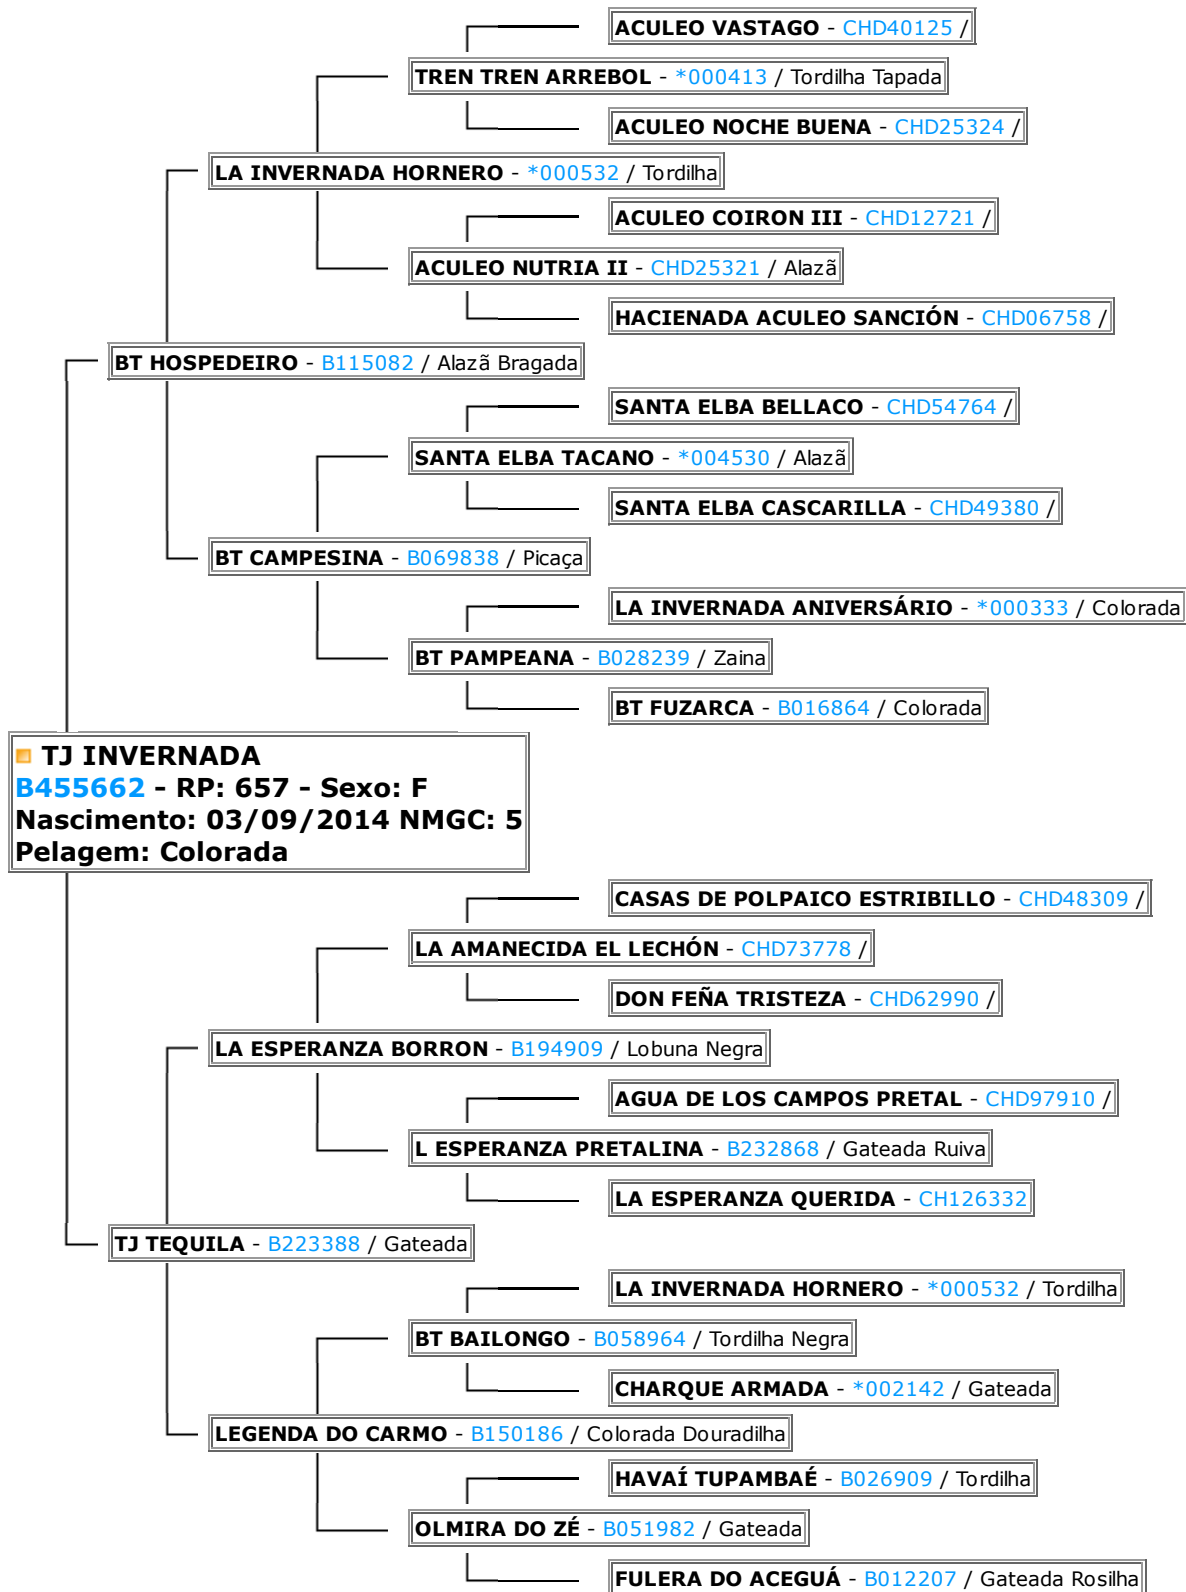 ACULEO VASTAGO - CHD40125 /
TREN TREN ARREBOL - *000413 / Tordilha Tapada
ACULEO NOCHE BUENA - CHD25324 /
LA INVERNADA HORNERO - *000532 / Tordilha
ACULEO COIRON III - CHD12721 /
ACULEO NUTRIA II - CHD25321 / Alazã
HACIENADA ACULEO SANCIÓN - CHD06758 /
BT HOSPEDEIRO - B115082 / Alazã Bragada
SANTA ELBA BELLACO - CHD54764 /
SANTA ELBA TACANO - *004530 / Alazã
SANTA ELBA CASCARILLA - CHD49380 /
BT CAMPESINA - B069838 / Picaça
LA INVERNADA ANIVERSÁRIO - *000333 / Colorada
BT PAMPEANA - B028239 / Zaina
BT FUZARCA - B016864 / Colorada
TJ INVERNADA
B455662 - RP: 657 - Sexo: F
Nascimento: 03/09/2014 NMGC: 5
Pelagem: Colorada
CASAS DE POLPAICO ESTRIBILLO - CHD48309 /
LA AMANECIDA EL LECHÓN - CHD73778 /
DON FEÑA TRISTEZA - CHD62990 /
LA ESPERANZA BORRON - B194909 / Lobuna Negra
AGUA DE LOS CAMPOS PRETAL - CHD97910 /
L ESPERANZA PRETALINA - B232868 / Gateada Ruiva
LA ESPERANZA QUERIDA - CH126332
TJ TEQUILA - B223388 / Gateada
LA INVERNADA HORNERO - *000532 / Tordilha
BT BAILONGO - B058964 / Tordilha Negra
CHARQUE ARMADA - *002142 / Gateada
LEGENDA DO CARMO - B150186 / Colorada Douradilha
HAVAÍ TUPAMBAÉ - B026909 / Tordilha
OLMIRA DO ZÉ - B051982 / Gateada
FULERA DO ACEGUÁ - B012207 / Gateada Rosilha